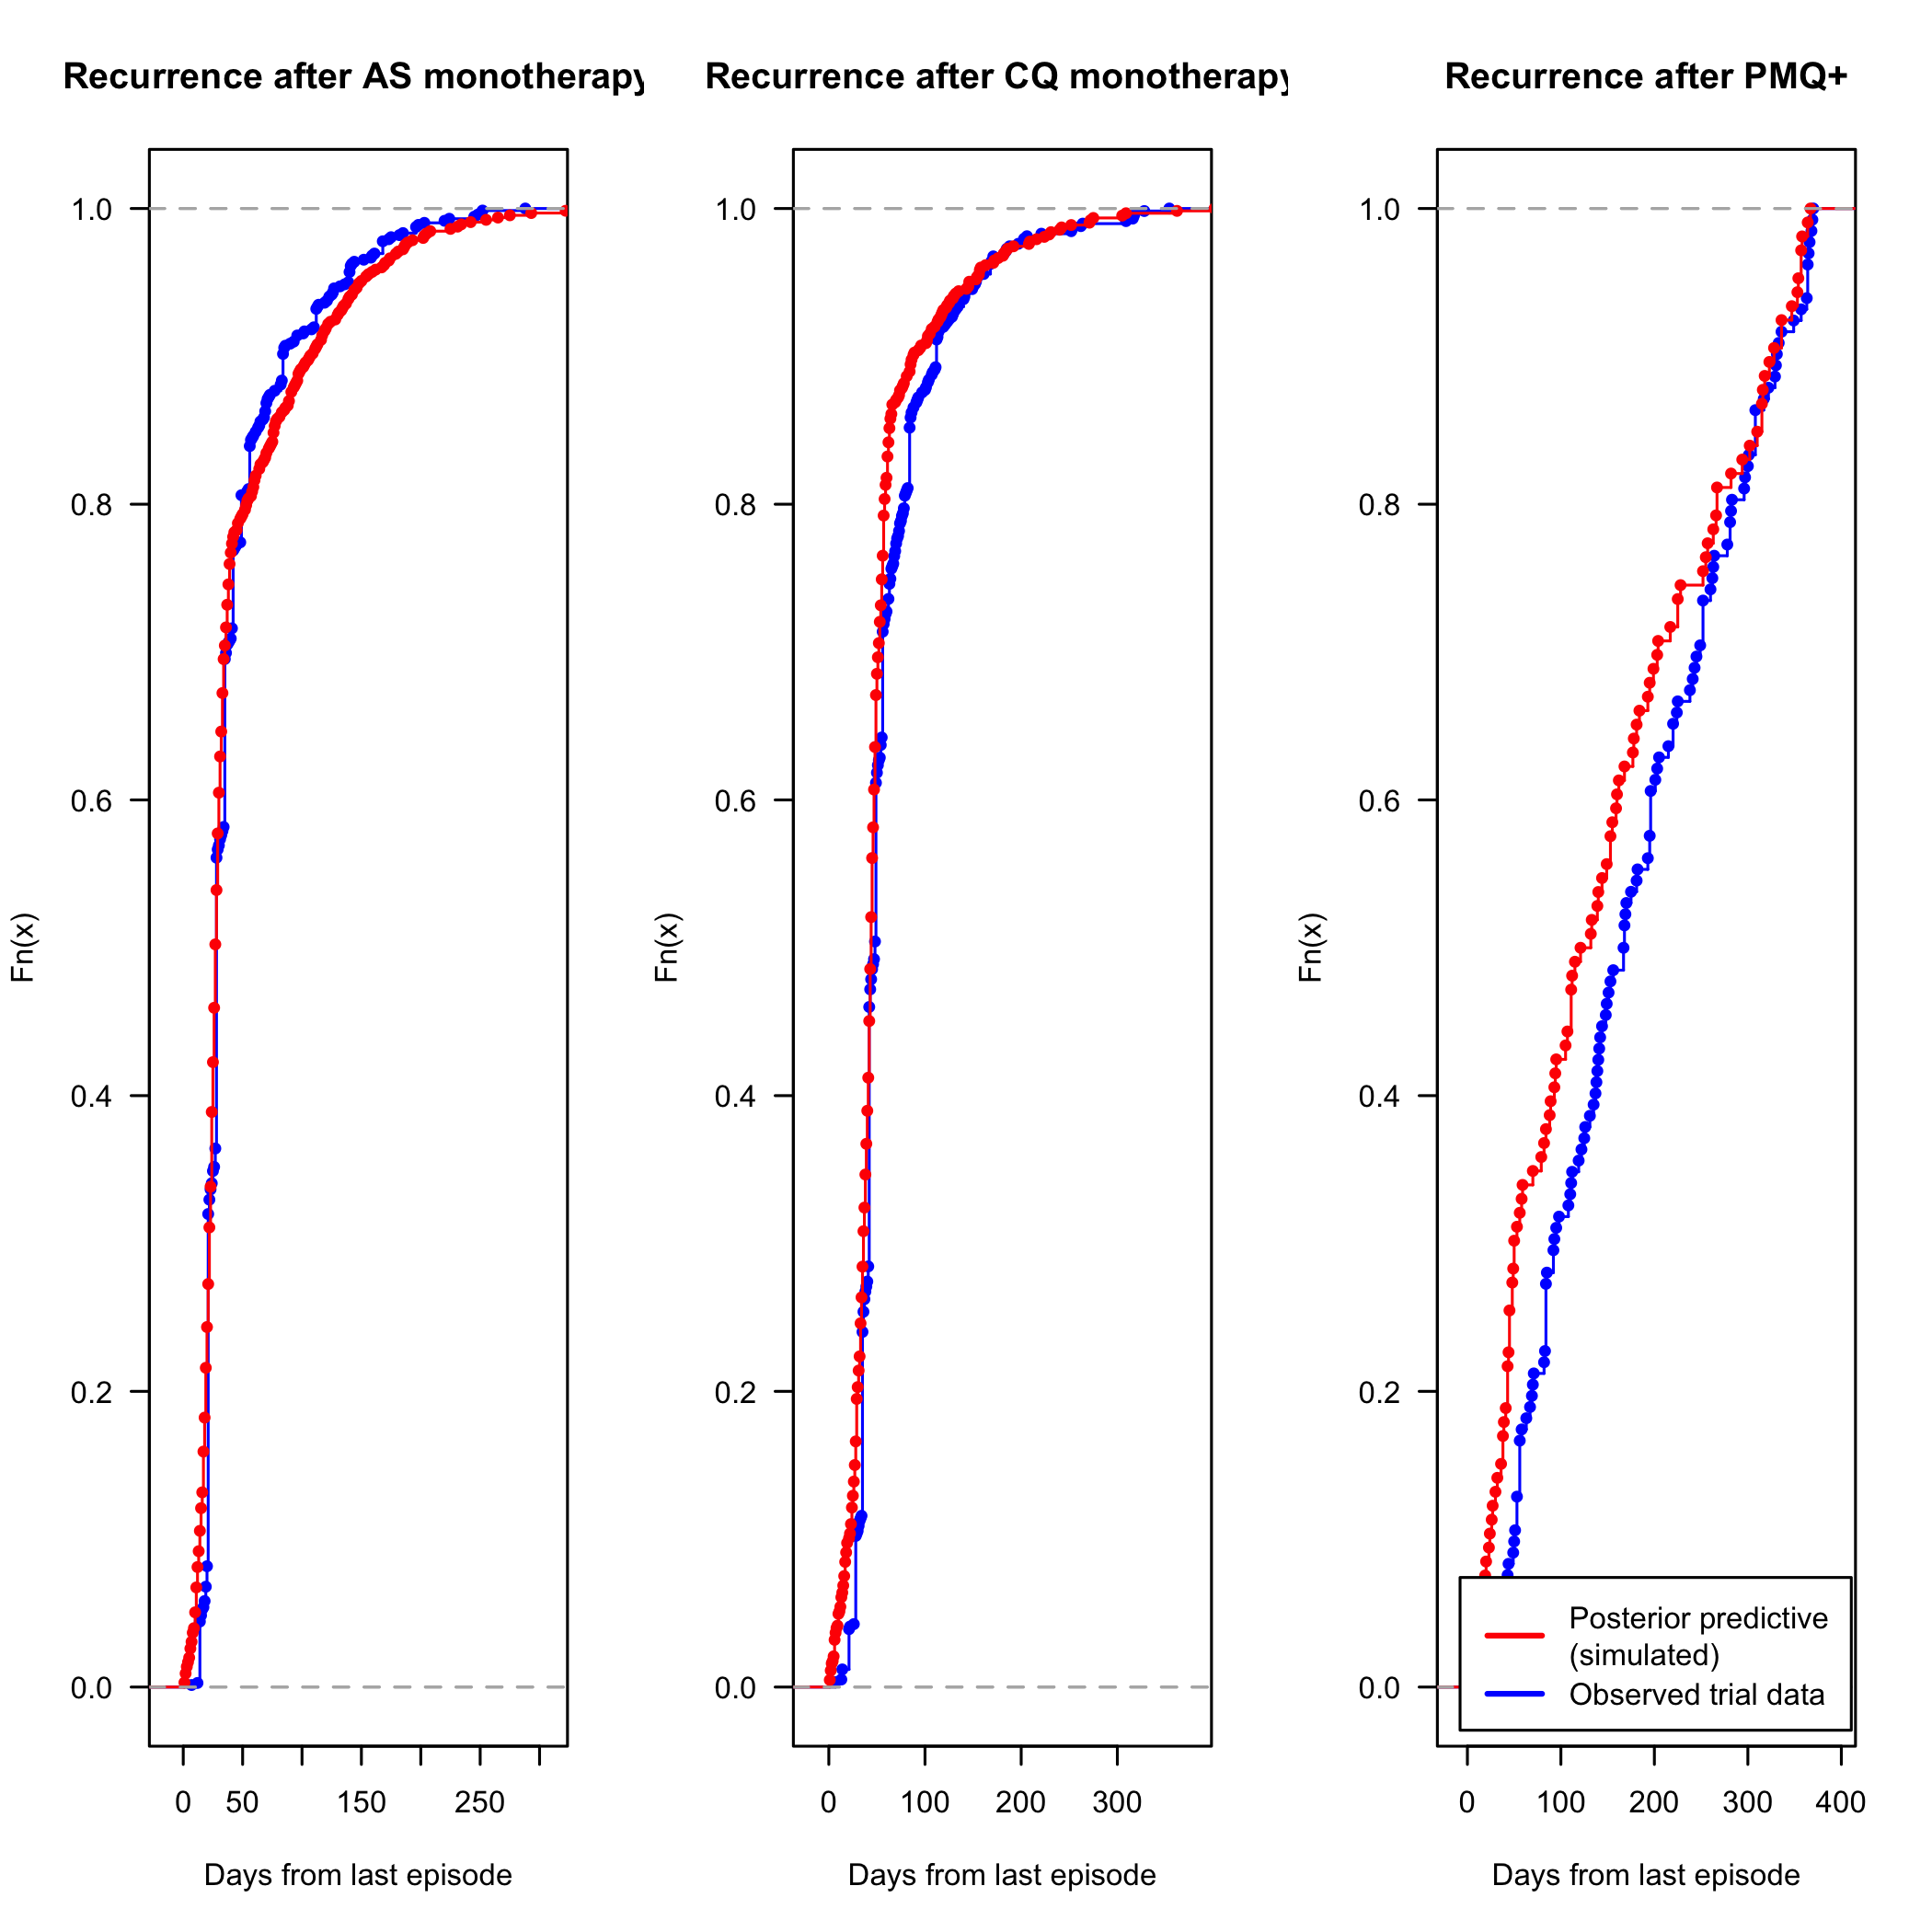 Recurrence after AS monotherapy
Fn(x)
1.0
0.8
0.6
0.4
0.2
0.0
0 50 150 250
Days from last episode
Recurrence after CQ monotherapy
Fn(x)
1.0
0.8
0.6
0.4
0.2
0.0
0 100 200 300
Days from last episode
Recurrence after PMQ+
Fn(x)
1.0
0.8
0.6
0.4
0.2
0.0
Posterior predictive
(simulated)
Observed trial data
0 100 200 300 400
Days from last episode